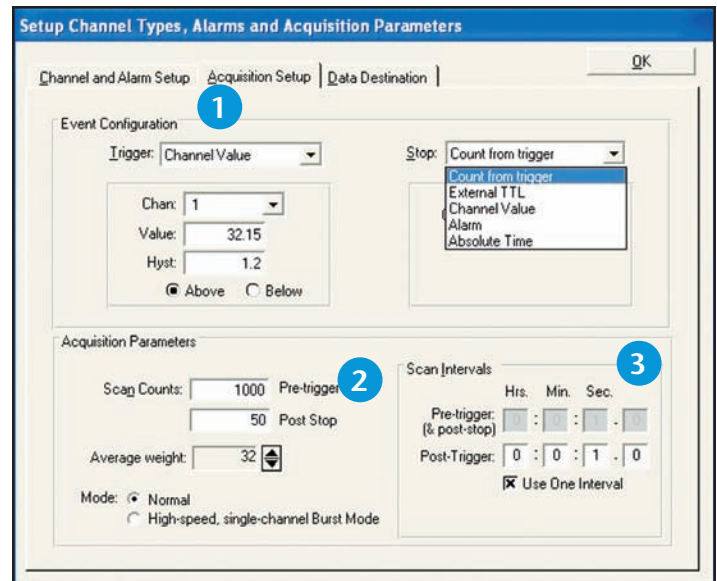 Setup Channel Types, Alarms and Acquisition Parameters
OK
Channel and Alarm Setup
Acquisition Setup
Data Destination
1
Event Configuration
Trigger: Channel Value
Stop: Count from trigger
Count from trigger
External TTL
Channel Value
Alarm
Absolute Time
Chan: 1
Value: 32.15
Hyst: 1.2
Above Below
Acquisition Parameters
Scan Counts: 1000 Pre-trigger
50 Post Stop
2
Average weight: 32
Mode: Normal
High-speed, single-channel Burst Mode
Scan Intervals
3
Hrs. Min. Sec.
Pre-trigger: (& post-stop) 0 : 0 : 1 . 0
Post-Trigger: 0 : 0 : 1 . 0
Use One Interval